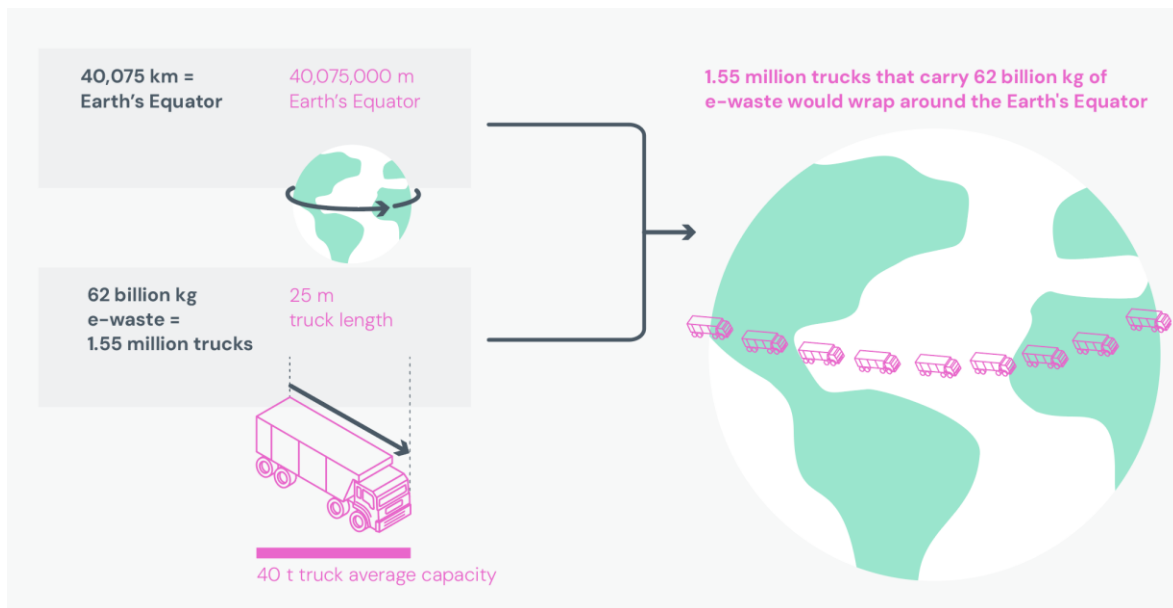 40,075 km =
Earth’s Equator
40,075,000 m
Earth’s Equator
62 billion kg
e-waste =
1.55 million trucks
25 m
truck length
40 t truck average capacity
1.55 million trucks that carry 62 billion kg of
e-waste would wrap around the Earth's Equator